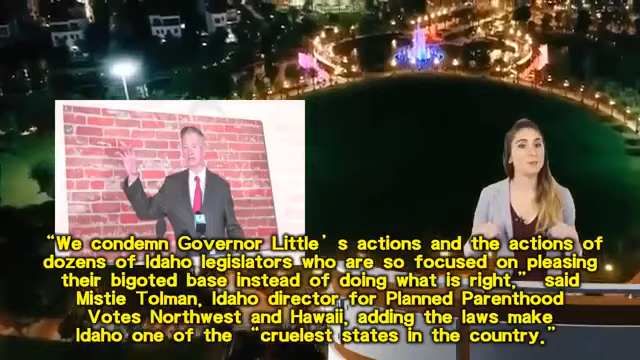 “We condemn Governor Little’s actions and the actions of
dozens of Idaho legislators who are so focused on pleasing
their bigoted base instead of doing what is right,” said
Mistie Tolman, Idaho director for Planned Parenthood
Votes Northwest and Hawaii, adding the laws make
Idaho one of the “cruelest states in the country.”